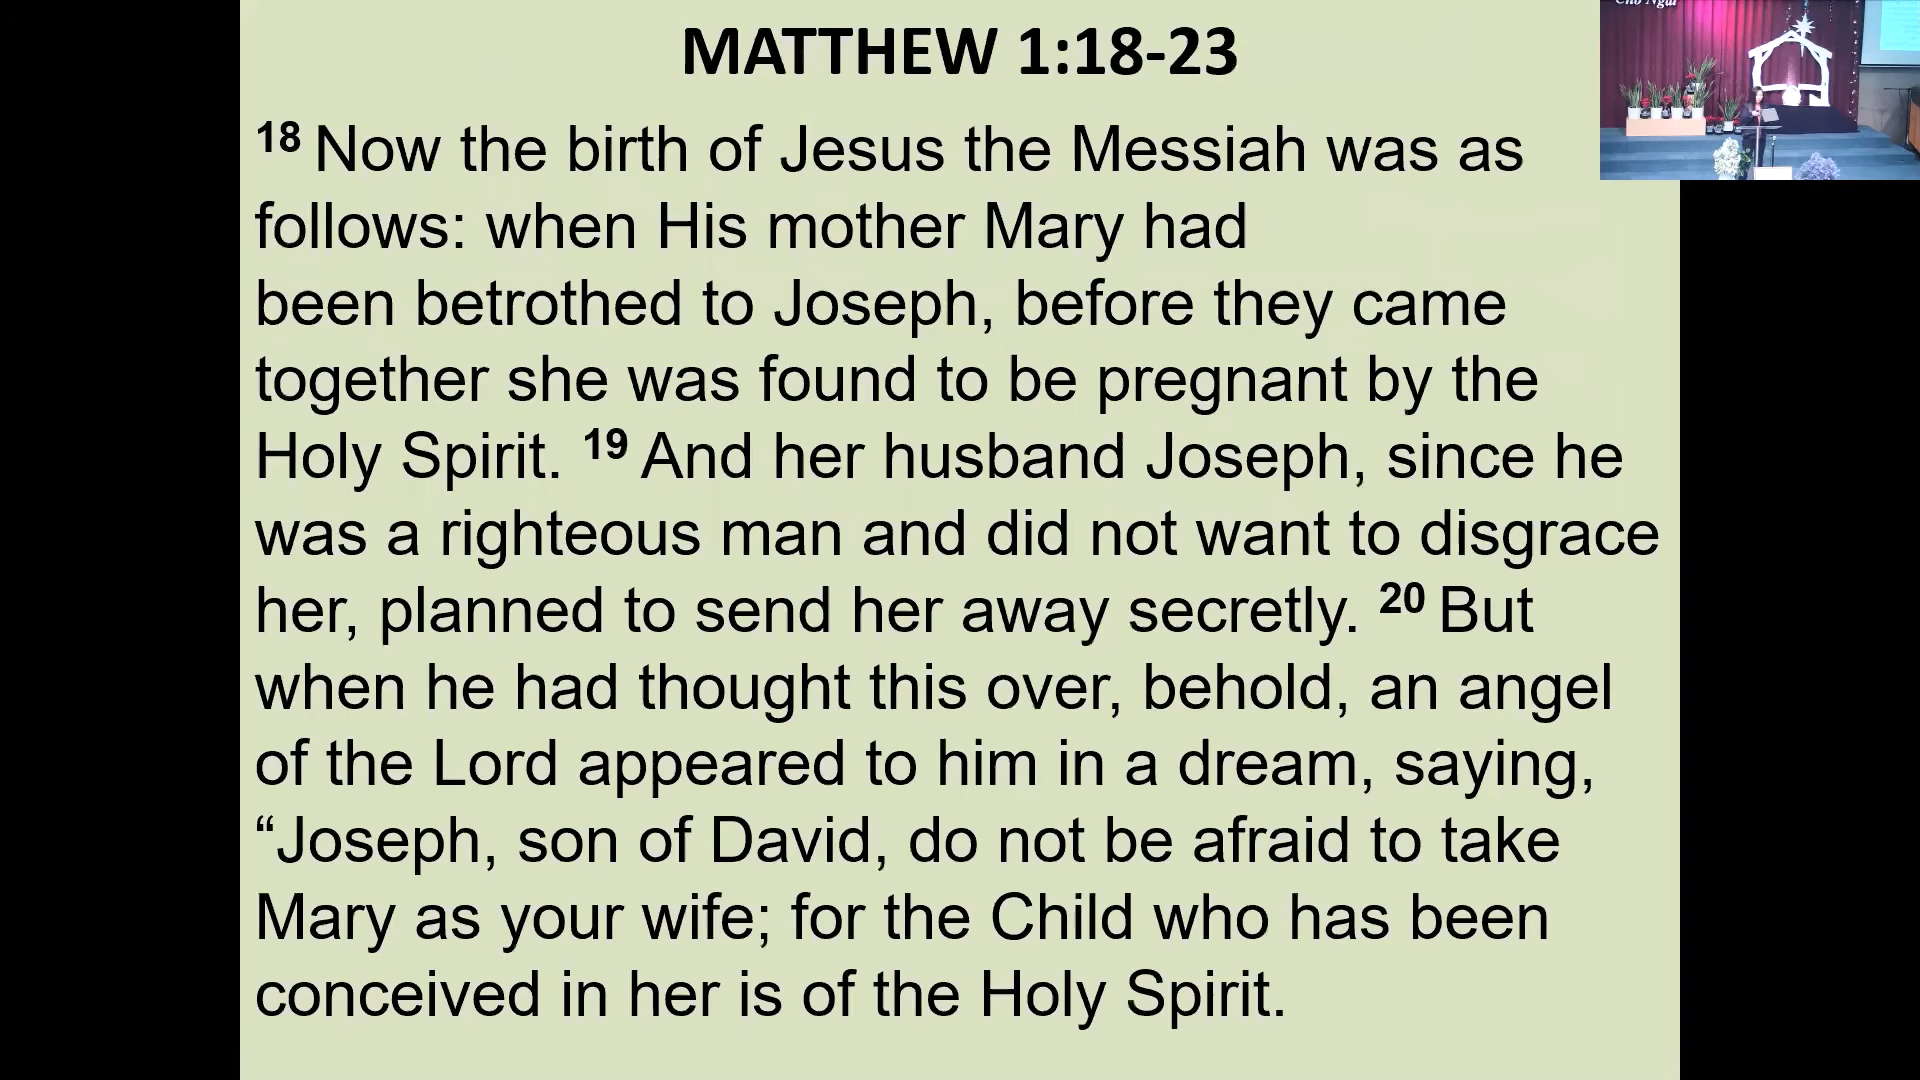 MATTHEW 1:18-23
18 Now the birth of Jesus the Messiah was as
follows: when His mother Mary had
been betrothed to Joseph, before they came
together she was found to be pregnant by the
Holy Spirit. 19 And her husband Joseph, since he
was a righteous man and did not want to disgrace
her, planned to send her away secretly. 20 But
when he had thought this over, behold, an angel
of the Lord appeared to him in a dream, saying,
“Joseph, son of David, do not be afraid to take
Mary as your wife; for the Child who has been
conceived in her is of the Holy Spirit.